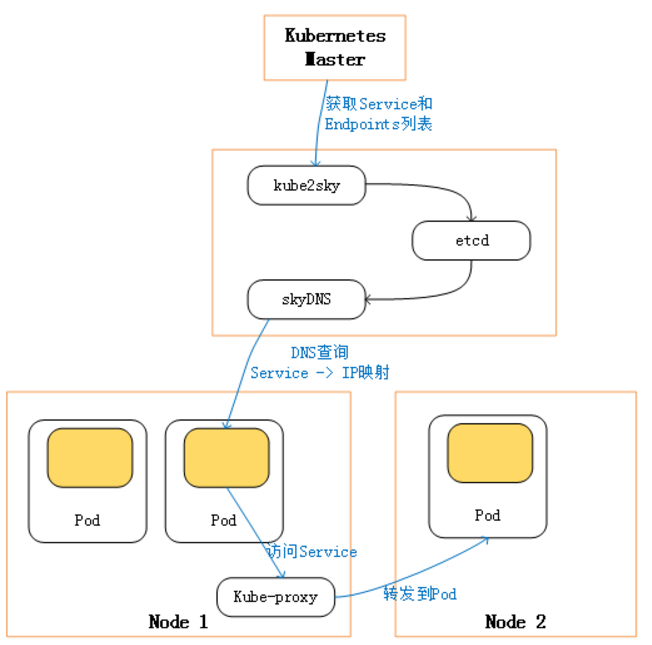 Kubernetes
Master
获取Service和
Endpoints列表
kube2sky
etcd
skyDNS
DNS查询
Service -> IP映射
Pod
Pod
Pod
访问Service
Kube-proxy
转发到Pod
Node 1
Node 2